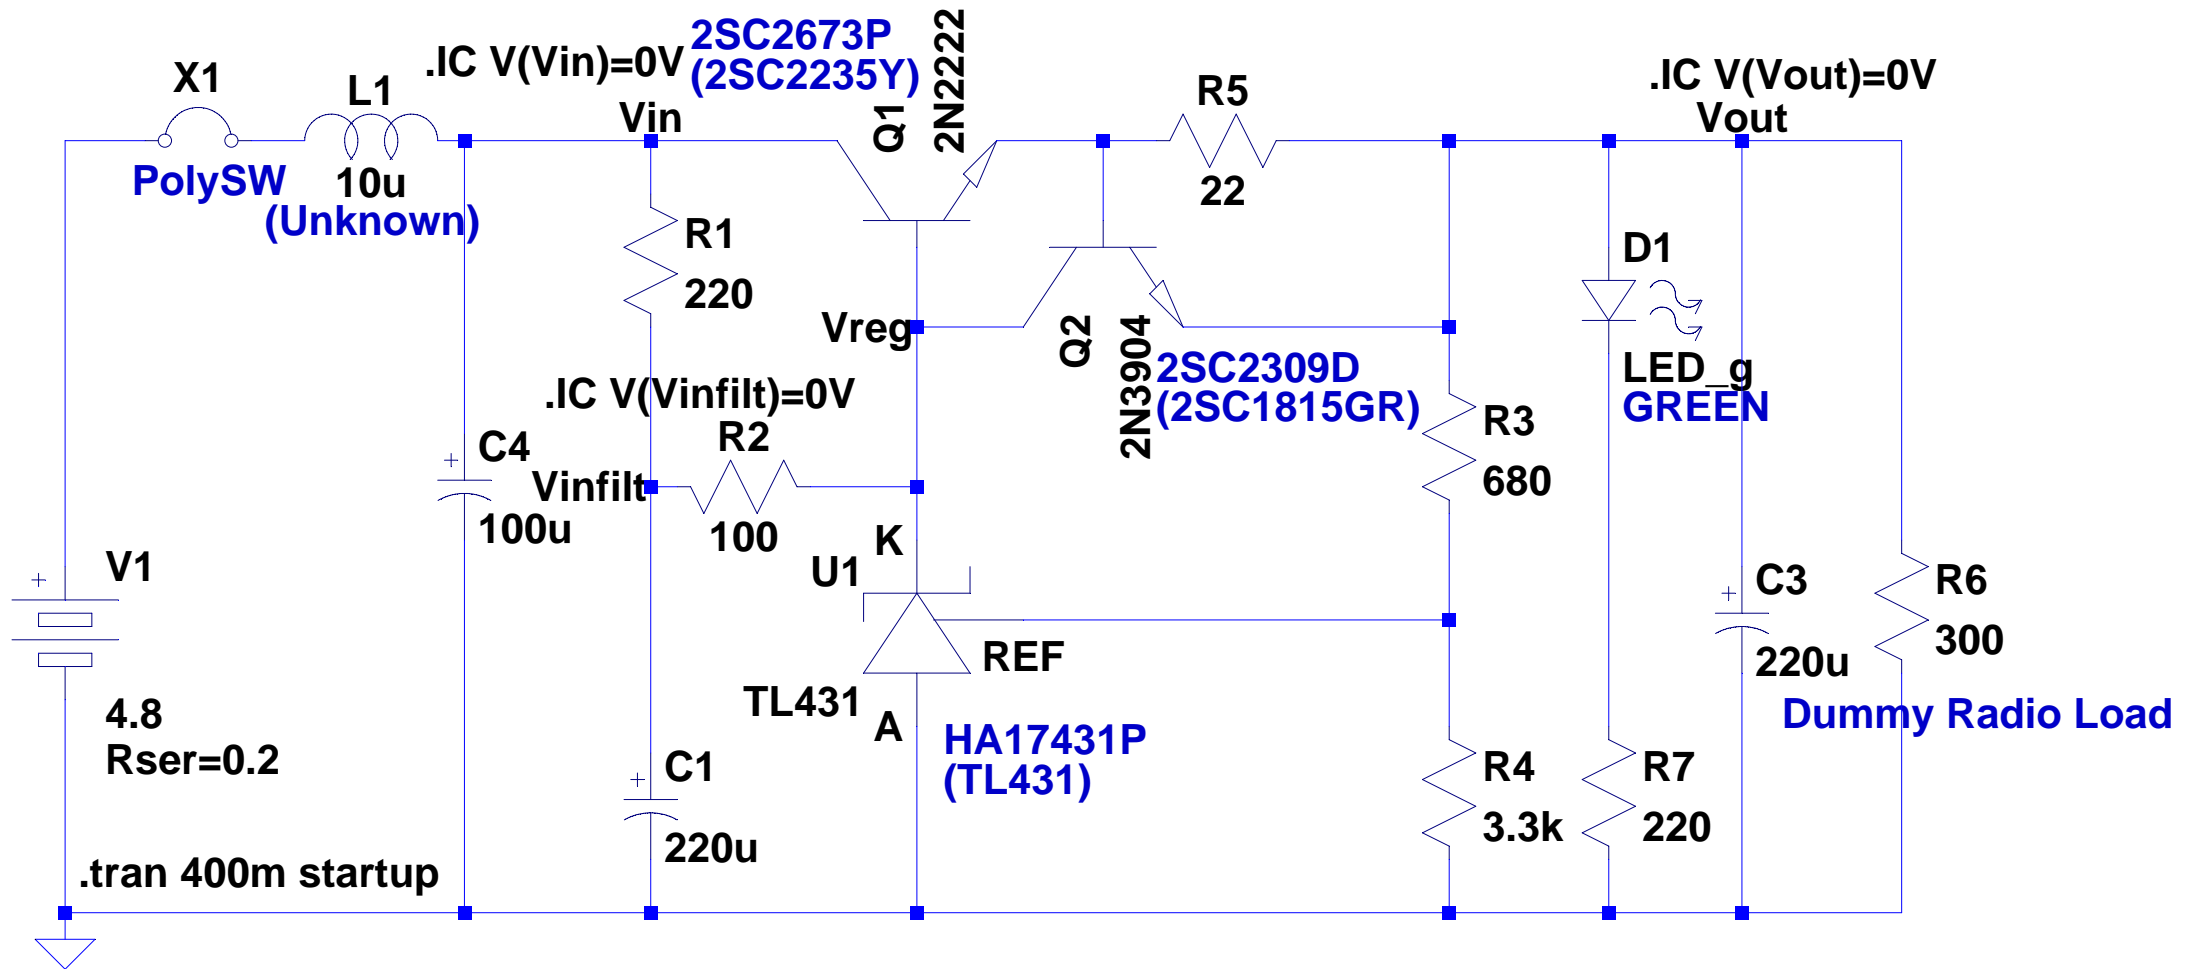 .IC V(Vin)=0V
2SC2673P
(2SC2235Y)
2N2222
Q1
X1
L1
Vin
R5
.IC V(Vout)=0V
Vout
PolySW
10u
(Unknown)
22
R1
220
D1
Vreg
Q2
2N3904
2SC2309D
(2SC1815GR)
LED_g
GREEN
.IC V(Vinfilt)=0V
R2
R3
680
+
C4
100u
Vinfilt
100
K
U1
V1
+
4.8
Rser=0.2
REF
TL431
A
HA17431P
(TL431)
+
C3
220u
R6
300
Dummy Radio Load
+
C1
220u
R4
3.3k
R7
220
.tran 400m startup